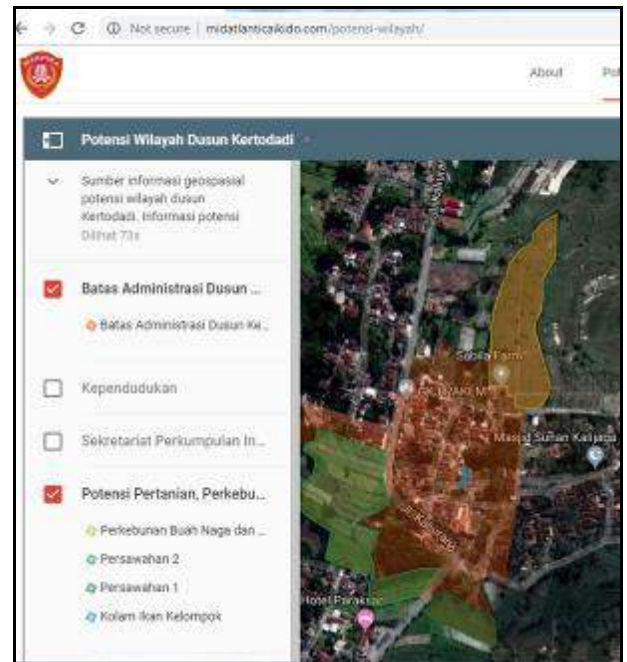 Not secure | midatlanticaikido.com/potensi-wilayah/
About
Potensi Wilayah Dusun Kertodadi
Sumber informasi geospasial
potensi wilayah dusun
Kertodadi. Informasi potensi
Dilihat 73x
Batas Administrasi Dusun ...
Batas Administrasi Dusun Ke...
Kependudukan
Sekretariat Perkumpulan In...
Potensi Pertanian, Perkebu...
Perkebunan Buah Naga dan ...
Persawahan 2
Persawahan 1
Kolam Ikan Kelompok
Sabila Farm
Masjid Sunan Kalijaga
Hotel Paraksari